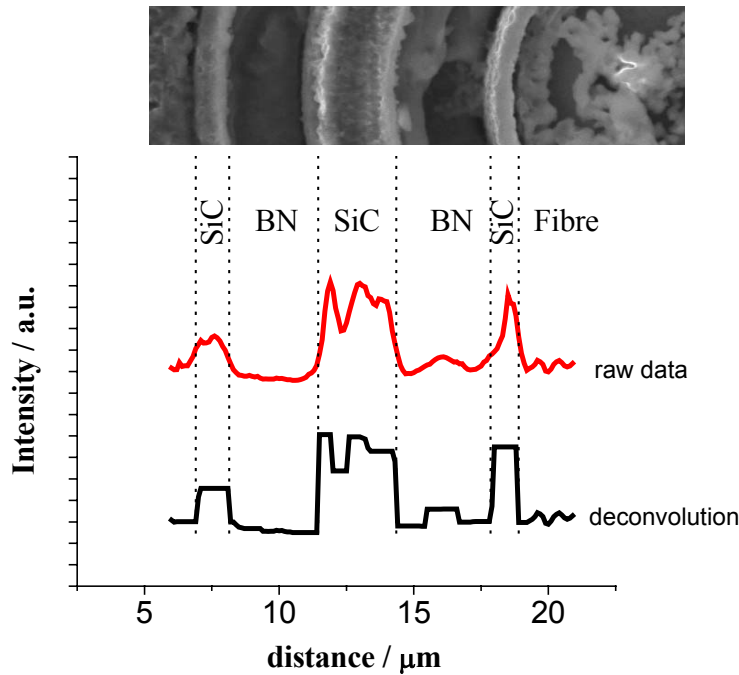 SiC
BN
SiC
BN
SiC
Fibre
raw data
deconvolution
Intensity / a.u.
5
10
15
20
distance / μm